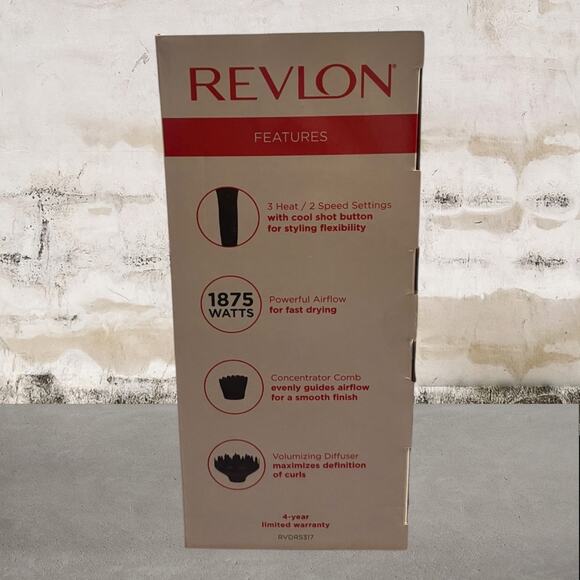 REVLON®
FEATURES
3 Heat / 2 Speed Settings
with cool shot button
for styling flexibility
1875
WATTS
Powerful Airflow
for fast drying
Concentrator Comb
evenly guides airflow
for a smooth finish
Volumizing Diffuser
maximizes definition
of curls
4-year
limited warranty
RVDR5317